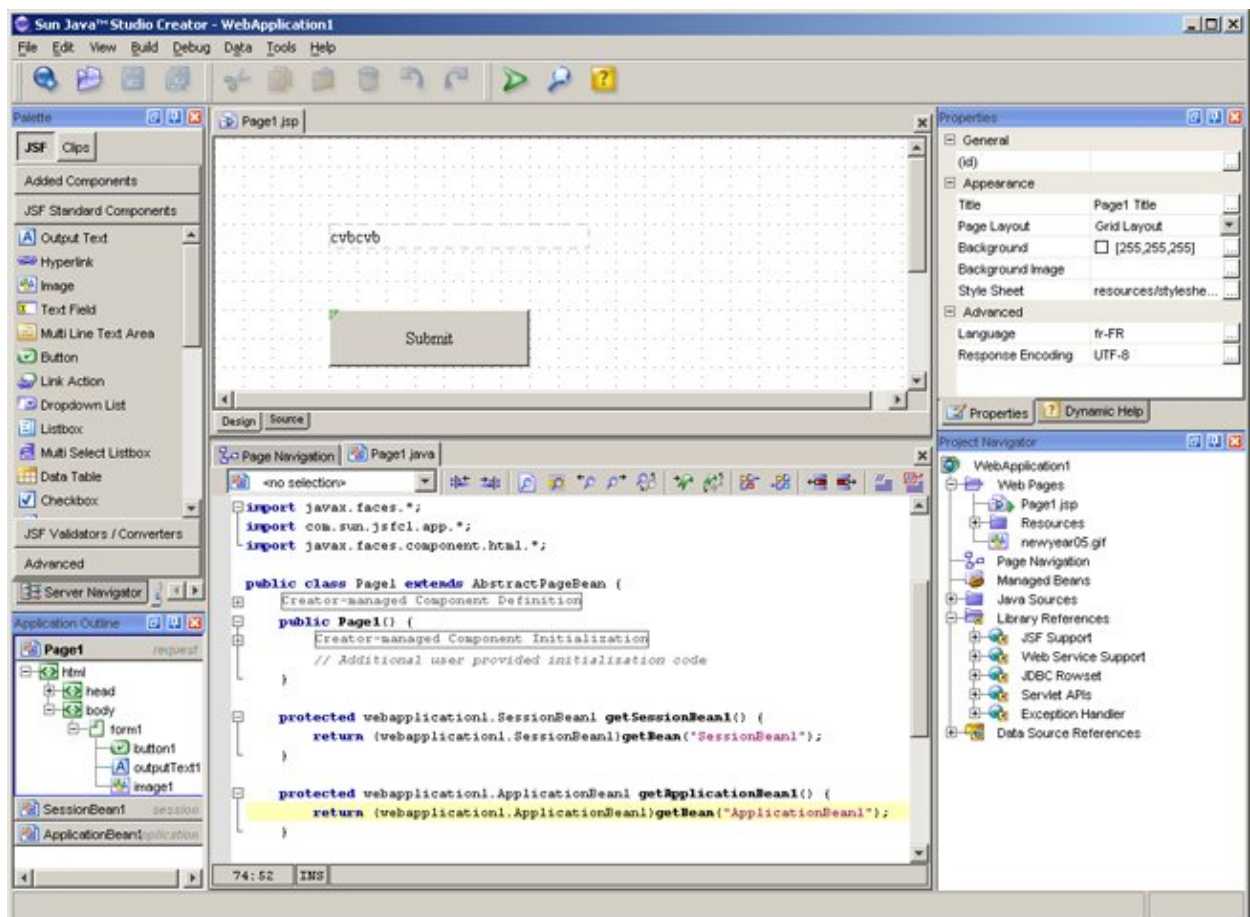 Sun Java™ Studio Creator - WebApplication1
File Edit View Build Debug Data Tools Help
Palette
JSF Clips
Added Components
JSF Standard Components
Output Text
Hyperlink
Image
Text Field
Multi Line Text Area
Button
Link Action
Dropdown List
Listbox
Multi Select Listbox
Data Table
Checkbox
JSF Validators / Converters
Advanced
Server Navigator
Application Outline
Page1 request
html
head
body
form1
button1
outputText1
image1
SessionBean1 session
ApplicationBean1
Page1.jsp
cvbcvb
Submit
Design Source
Page Navigation Page1.java
<no selection>
import javax.faces.*;
import com.sun.jsfcl.app.*;
import javax.faces.component.html.*;
public class Page1 extends AbstractPageBean {
Creator-managed Component Definition
public Page1() {
Creator-managed Component Initialization
// Additional user provided initialization code
}
protected webapplication1.SessionBean1 getSessionBean1() {
return (webapplication1.SessionBean1)getBean("SessionBean1");
}
protected webapplication1.ApplicationBean1 getApplicationBean1() {
return (webapplication1.ApplicationBean1)getBean("ApplicationBean1");
}
74:52 INS
Properties
General
(id)
Appearance
Title Page1 Title
Page Layout Grid Layout
Background [255,255,255]
Background Image
Style Sheet resources/styleshe...
Advanced
Language fr-FR
Response Encoding UTF-8
Properties Dynamic Help
Project Navigator
WebApplication1
Web Pages
Page1.jsp
Resources
newyear05.gif
Page Navigation
Managed Beans
Java Sources
Library References
JSF Support
Web Service Support
JDBC Rowset
Servlet APIs
Exception Handler
Data Source References